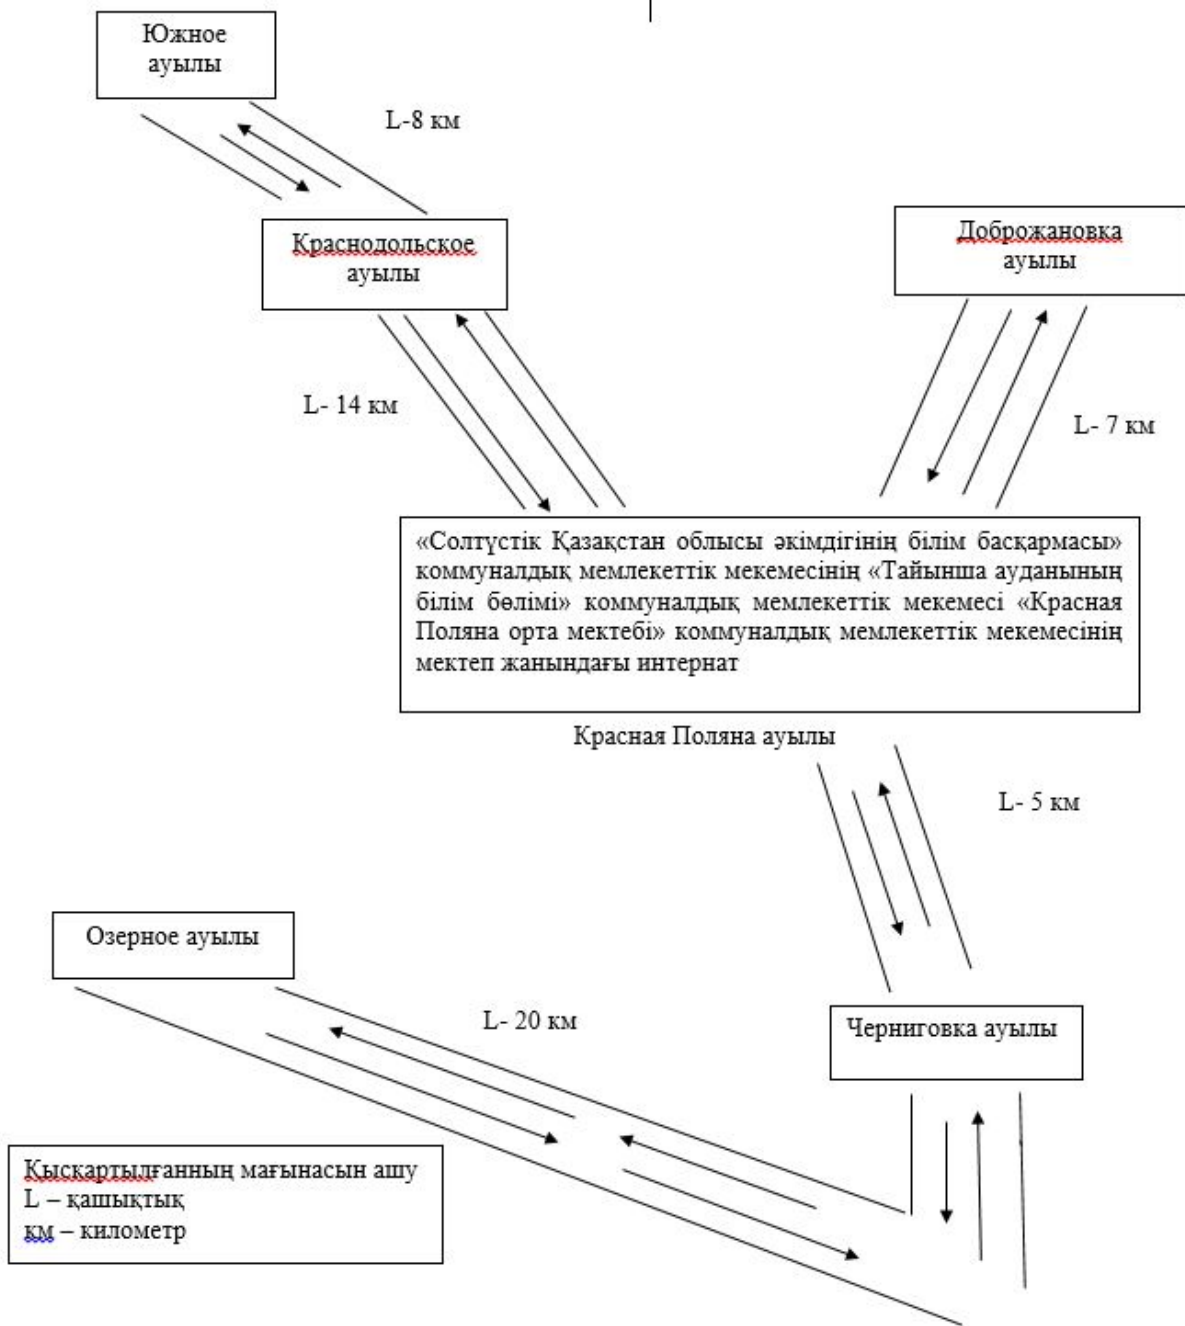 Южное
ауылы
L-8 км
Краснодольское
ауылы
Доброжановка
ауылы
L- 14 км
L- 7 км
«Солтүстік Қазақстан облысы әкімдігінің білім басқармасы»
коммуналдық мемлекеттік мекемесінің «Тайынша ауданының
білім бөлімі» коммуналдық мемлекеттік мекемесі «Красная
Поляна орта мектебі» коммуналдық мемлекеттік мекемесінің
мектеп жанындағы интернат
Красная Поляна ауылы
L- 5 км
Озерное ауылы
L- 20 км
Черниговка ауылы
Қысқартылғанның мағынасын ашу
L – қашықтық
км – километр